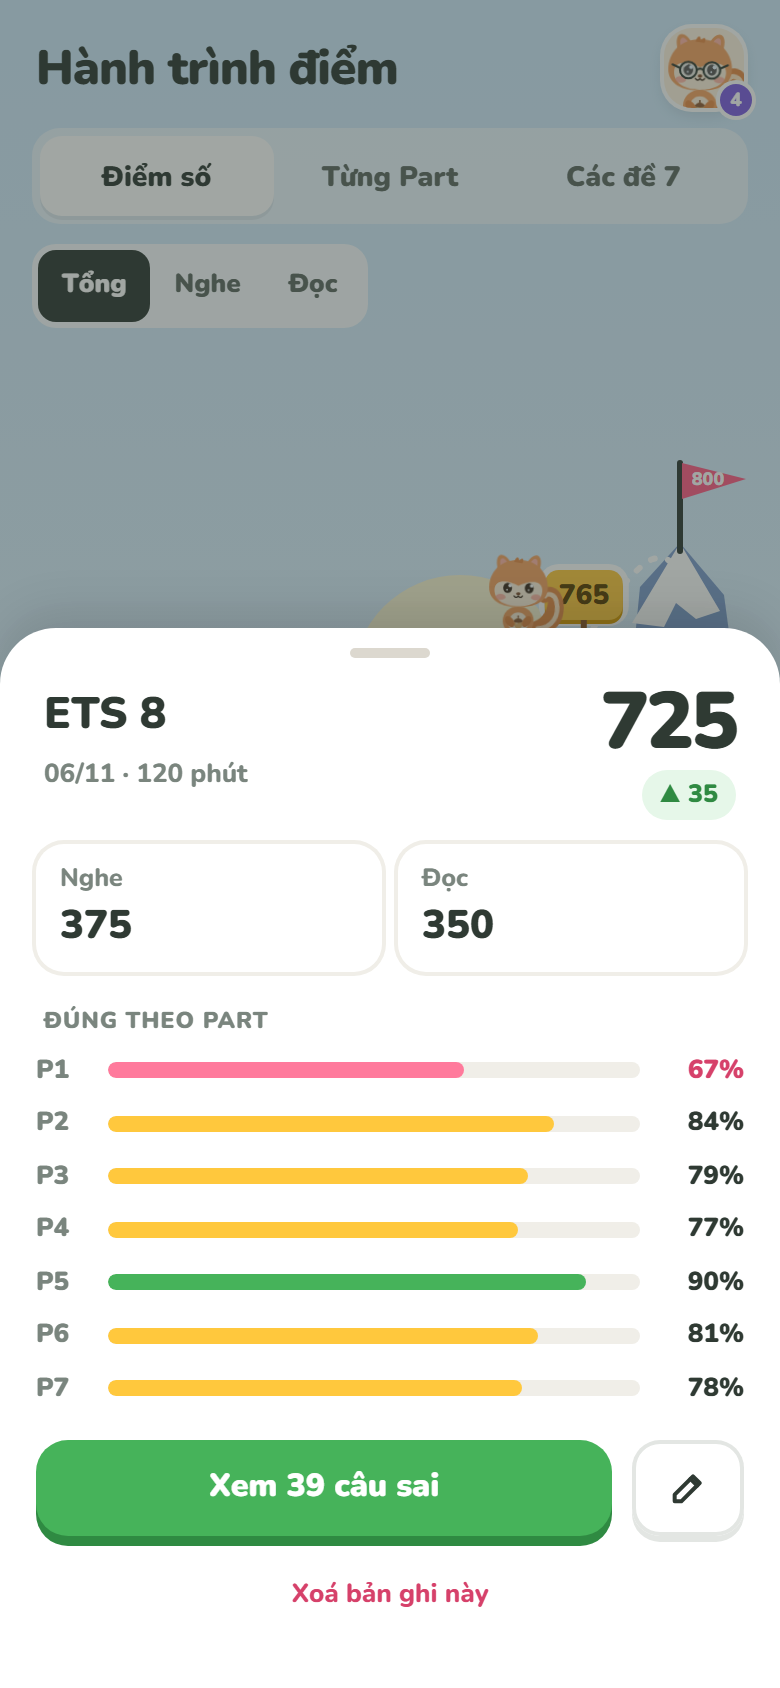 Hành trình điểm
4
Điểm số Từng Part Các đề 7
Tổng Nghe Đọc
800
765
ETS 8
725
06/11 · 120 phút
▲ 35
Nghe Đọc
375 350
ĐÚNG THEO PART
P1 67%
P2 84%
P3 79%
P4 77%
P5 90%
P6 81%
P7 78%
Xem 39 câu sai
Xoá bản ghi này